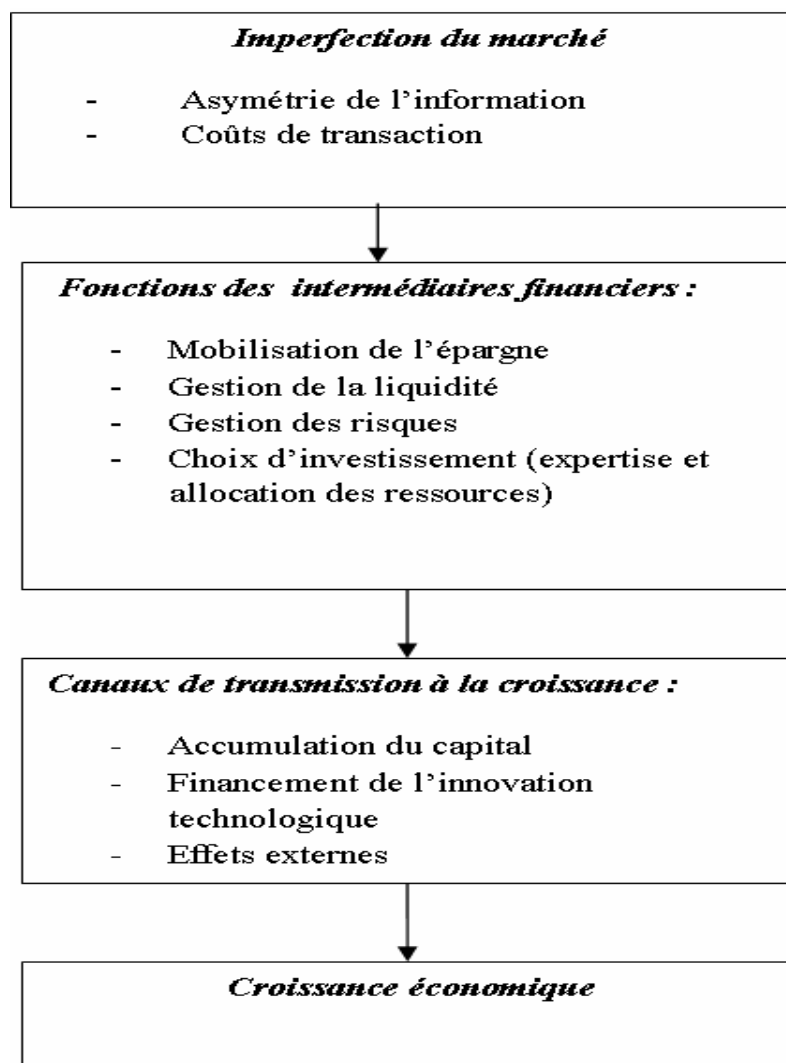 Imperfection du marché
- Asymétrie de l'information
- Coûts de transaction
Fonctions des intermédiaires financiers :
- Mobilisation de l'épargne
- Gestion de la liquidité
- Gestion des risques
- Choix d'investissement (expertise et
allocation des ressources)
Canaux de transmission à la croissance :
- Accumulation du capital
- Financement de l'innovation
technologique
- Effets externes
Croissance économique